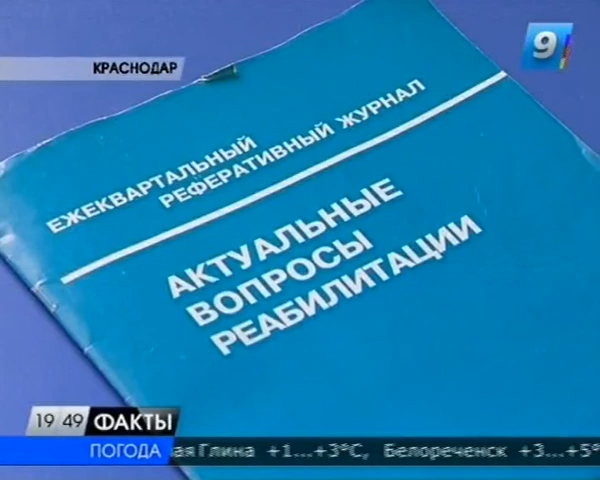 КРАСНОДАР
9
ЕЖЕКВАРТАЛЬНЫЙ
РЕФЕРАТИВНЫЙ ЖУРНАЛ
АКТУАЛЬНЫЕ
ВОПРОСЫ
РЕАБИЛИТАЦИИ
19 49 ФАКТЫ
ПОГОДА ая Глина +1...+3°C, Белореченск +3...+5°